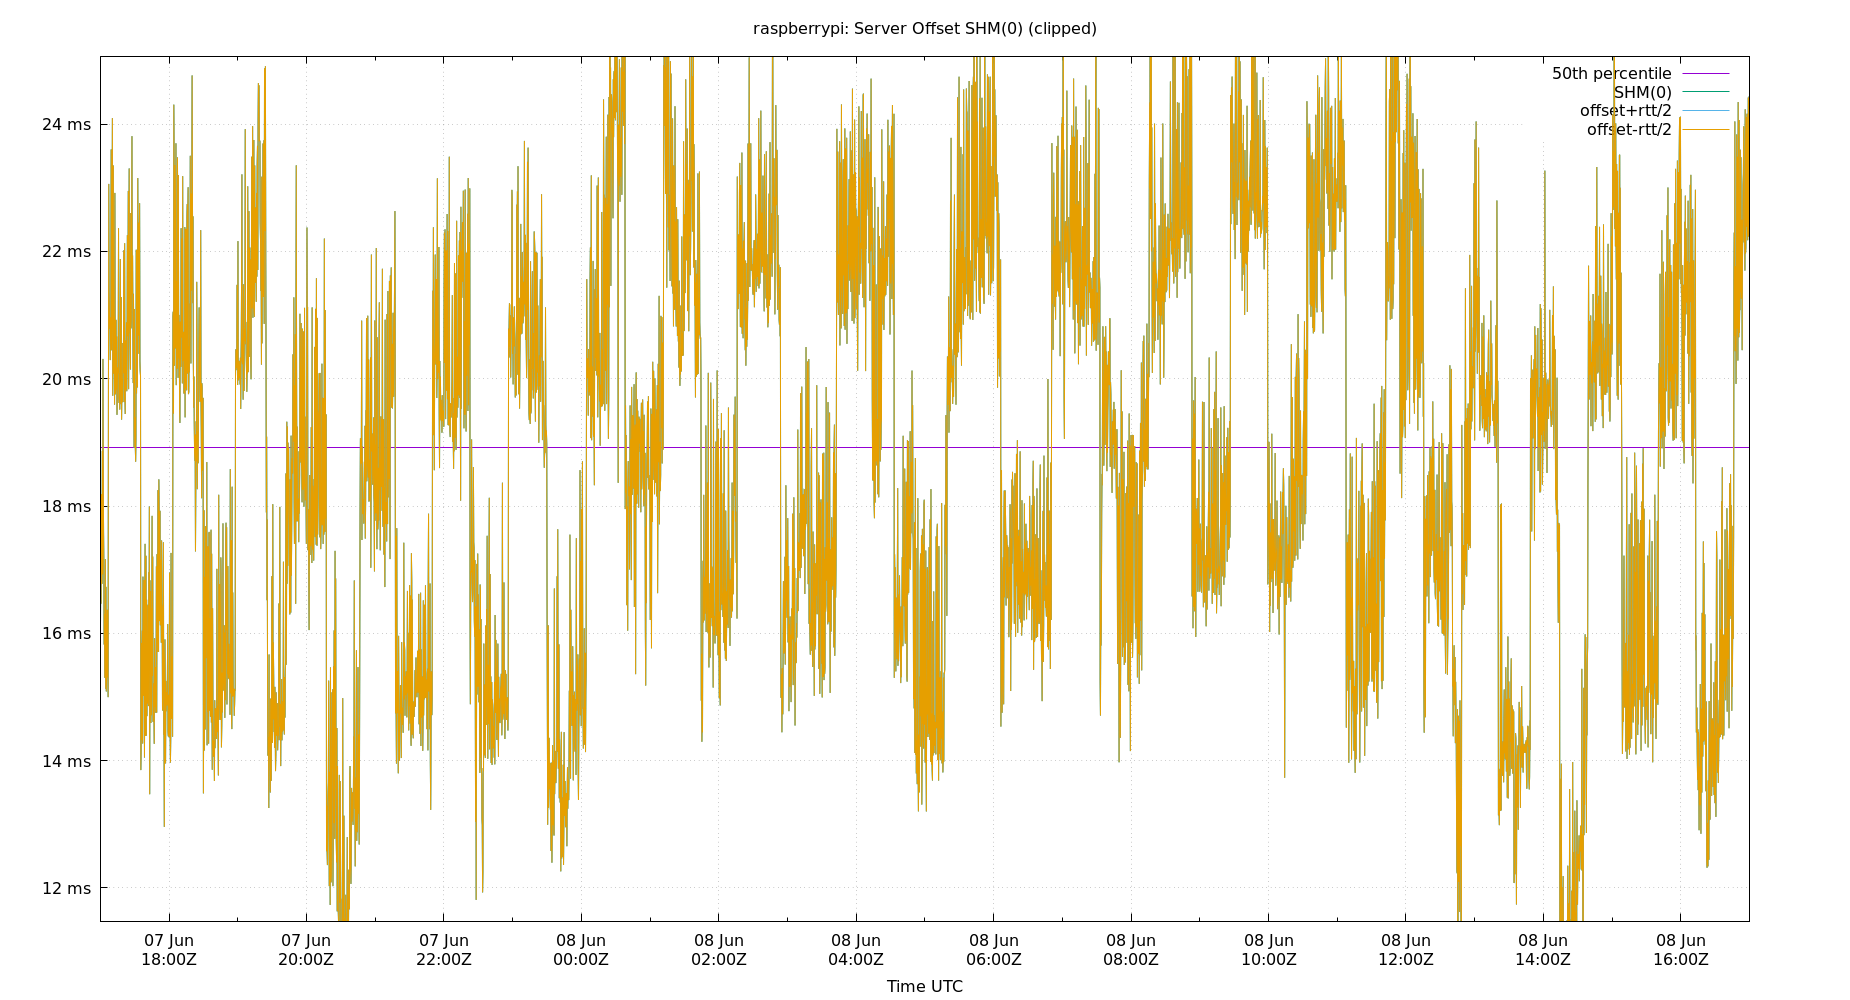 raspberrypi: Server Offset SHM(0) (clipped)
50th percentile
SHM(0)
offset+rtt/2
offset-rtt/2
24 ms
22 ms
20 ms
18 ms
16 ms
14 ms
12 ms
07 Jun 07 Jun 07 Jun 08 Jun 08 Jun 08 Jun 08 Jun 08 Jun 08 Jun 08 Jun 08 Jun 08 Jun
18:00Z 20:00Z 22:00Z 00:00Z 02:00Z 04:00Z 06:00Z 08:00Z 10:00Z 12:00Z 14:00Z 16:00Z
Time UTC